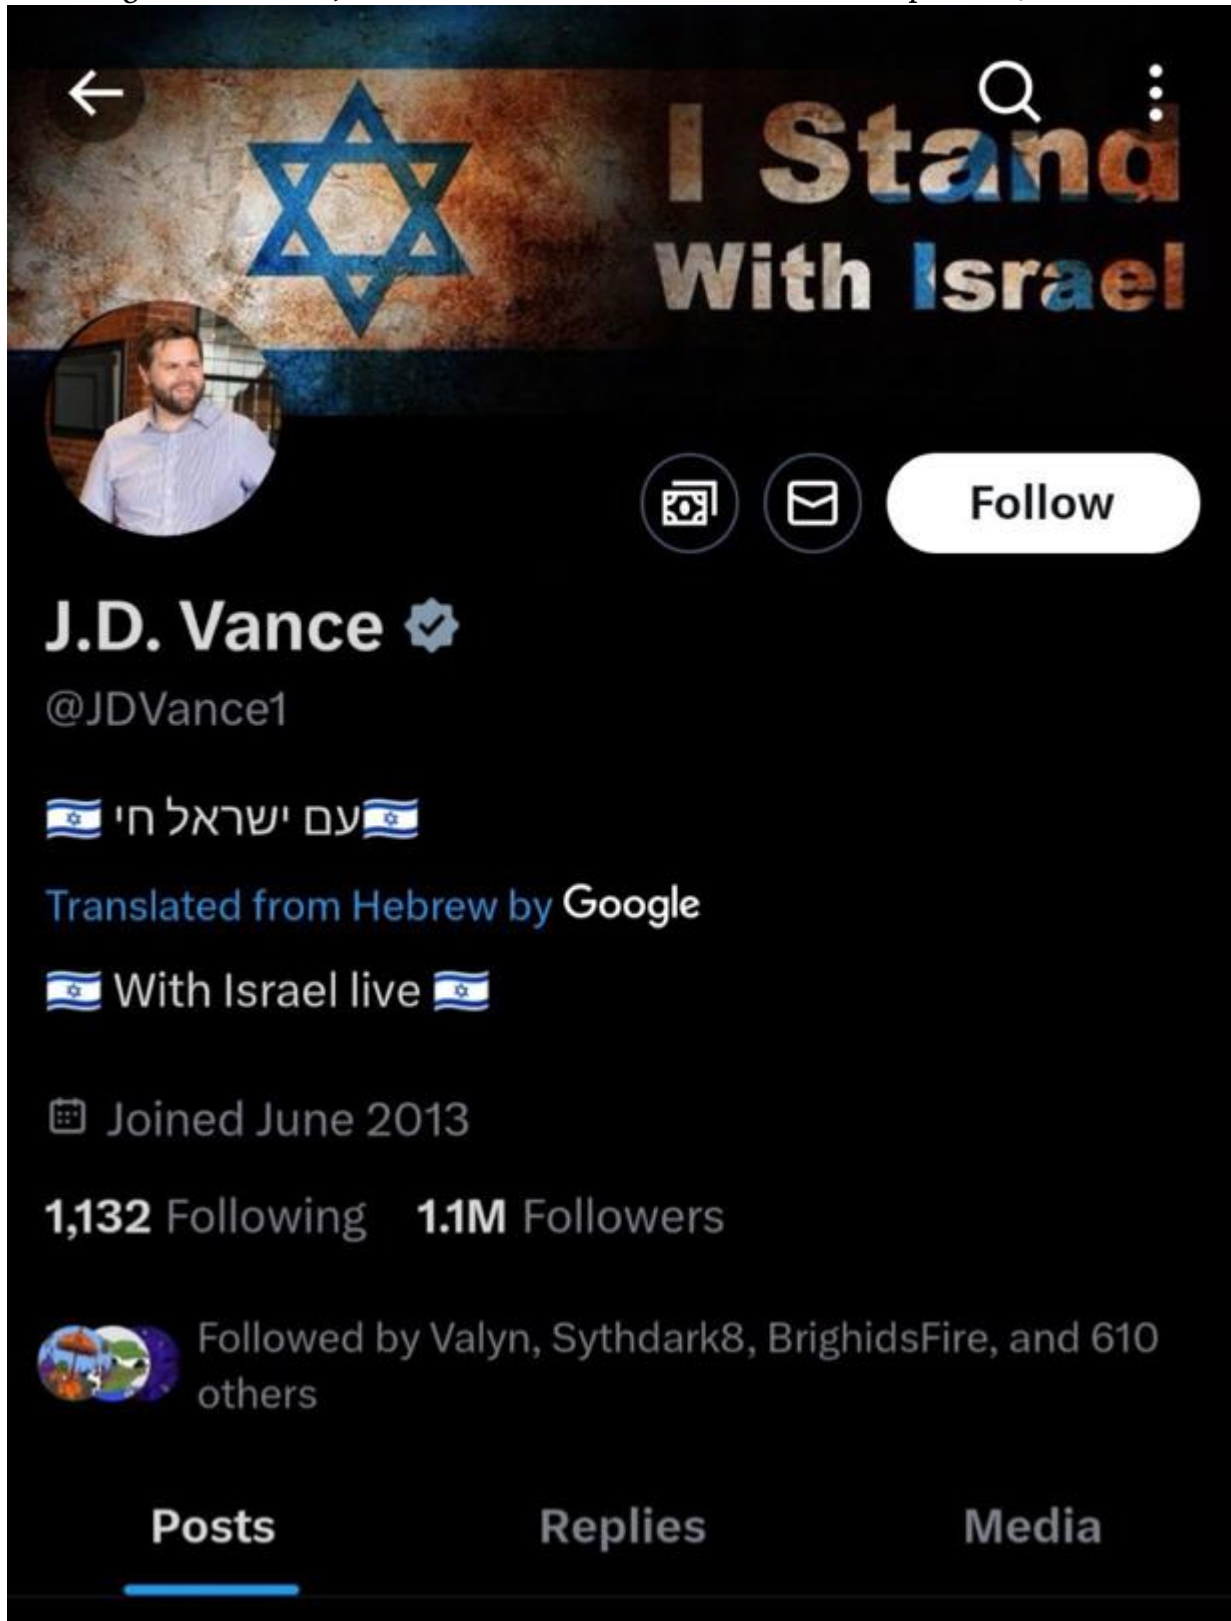 I Stand
With Israel
Follow
J.D. Vance
@JDVance1
🇮🇱עם ישראל חי 🇮🇱
Translated from Hebrew by Google
🇮🇱 With Israel live 🇮🇱
Joined June 2013
1,132 Following 1.1M Followers
Followed by Valyn, Sythdark8, BrighidsFire, and 610
others
Posts Replies Media